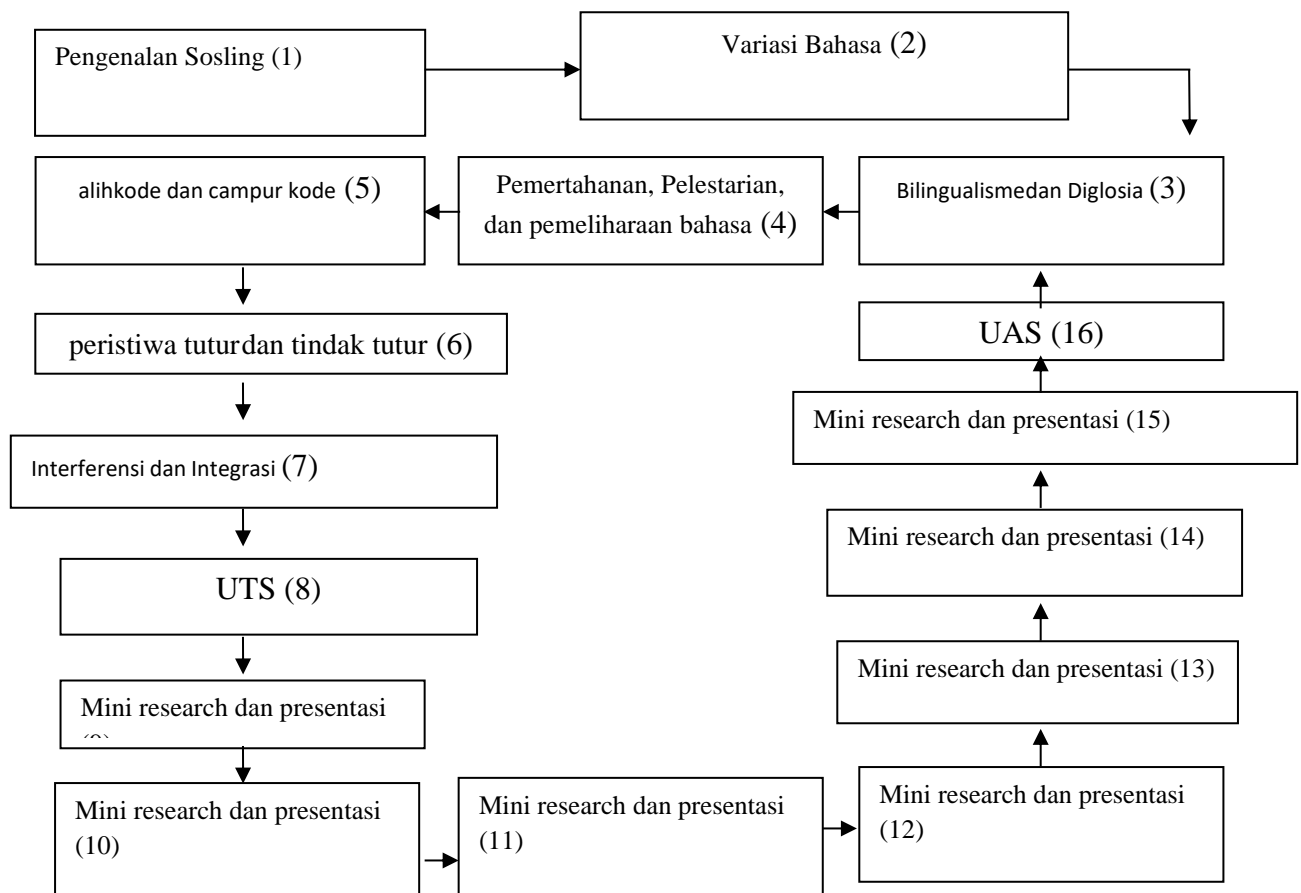 Pengenalan Sosling (1)
Variasi Bahasa (2)
Bilingualismedan Diglosia (3)
Pemertahanan, Pelestarian,
dan pemeliharaan bahasa (4)
alihkode dan campur kode (5)
peristiwa tuturdan tindak tutur (6)
Interferensi dan Integrasi (7)
UTS (8)
Mini research dan presentasi
Mini research dan presentasi
(10)
Mini research dan presentasi
(11)
Mini research dan presentasi
(12)
Mini research dan presentasi (13)
Mini research dan presentasi (14)
Mini research dan presentasi (15)
UAS (16)